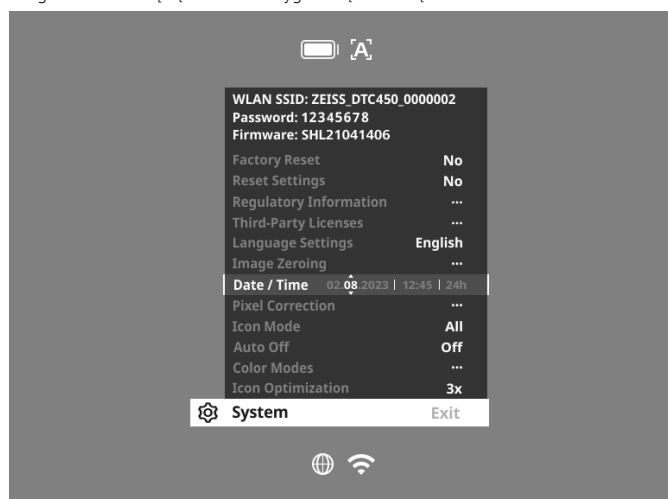 [A]
WLAN SSID: ZEISS_DTC450_0000002
Password: 12345678
Firmware: SHL21041406
Factory Reset No
Reset Settings No
Regulatory Information ...
Third-Party Licenses ...
Language Settings English
Image Zeroing ...
Date / Time 02.08.2023 | 12:45 | 24h
Pixel Correction ...
Icon Mode All
Auto Off Off
Color Modes ...
Icon Optimization 3x
System Exit